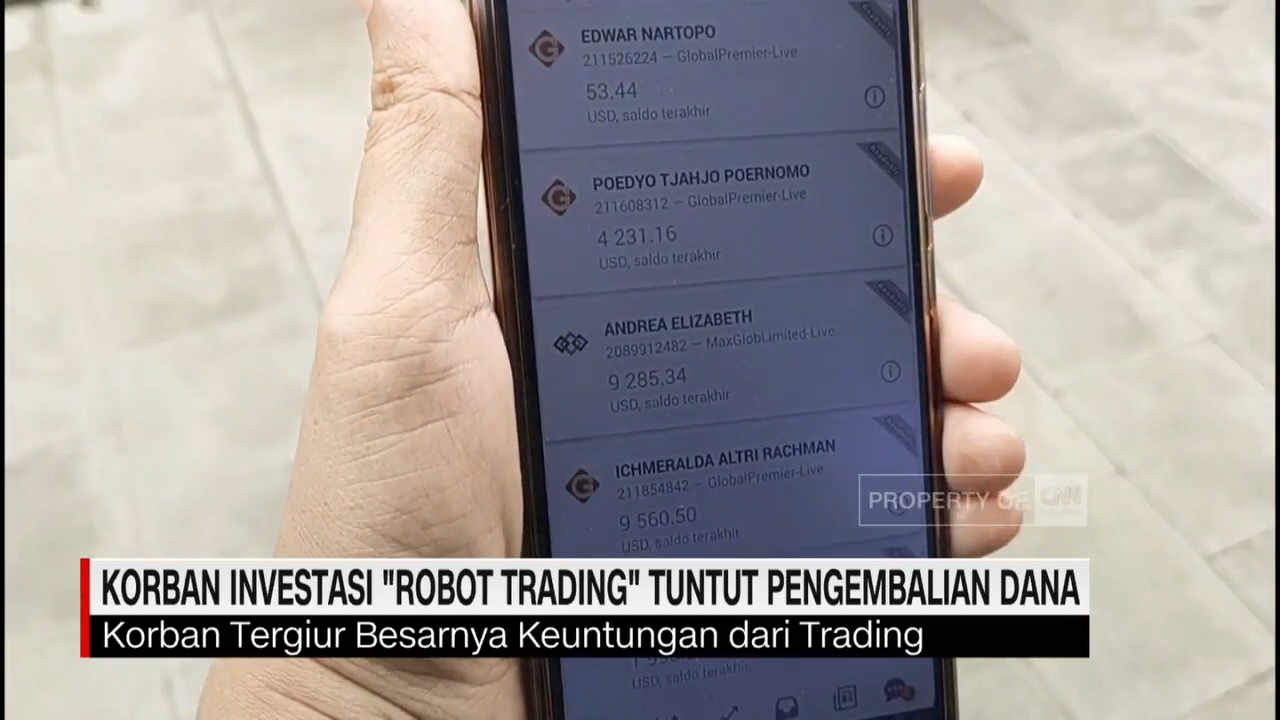 EDWAR NARTOPO
211526224 — GlobalPremier-Live
53.44
USD, saldo terakhir
POEDYO TJAHJO POERNOMO
211608312 — GlobalPremier-Live
4 231.16
USD, saldo terakhir
ANDREA ELIZABETH
2089912482 — MaxGlobLimited-Live
9 285.34
USD, saldo terakhir
ICHMERALDA ALTRI RACHMAN
211854842 — GlobalPremier-Live
9 560.50
USD, saldo terakhir
PROPERTY OF CNN
KORBAN INVESTASI "ROBOT TRADING" TUNTUT PENGEMBALIAN DANA
Korban Tergiur Besarnya Keuntungan dari Trading
USD, saldo terakhir